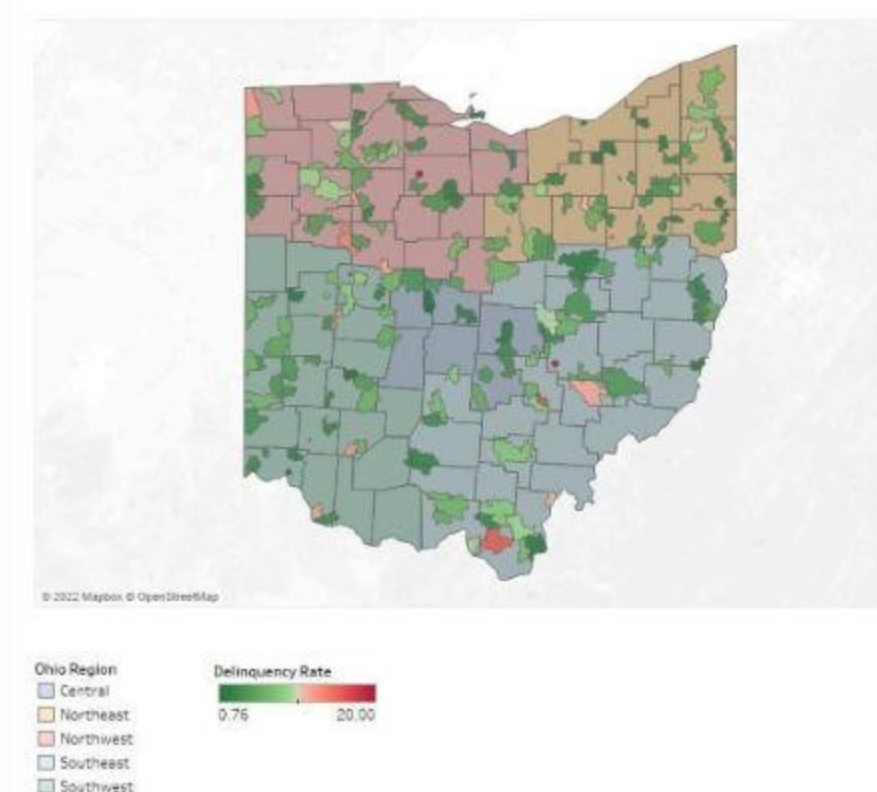 © 2022 Mapbox © OpenStreetMap
Ohio Region
Central
Northeast
Northwest
Southeast
Southwest
Delinquency Rate
0.76 20.00